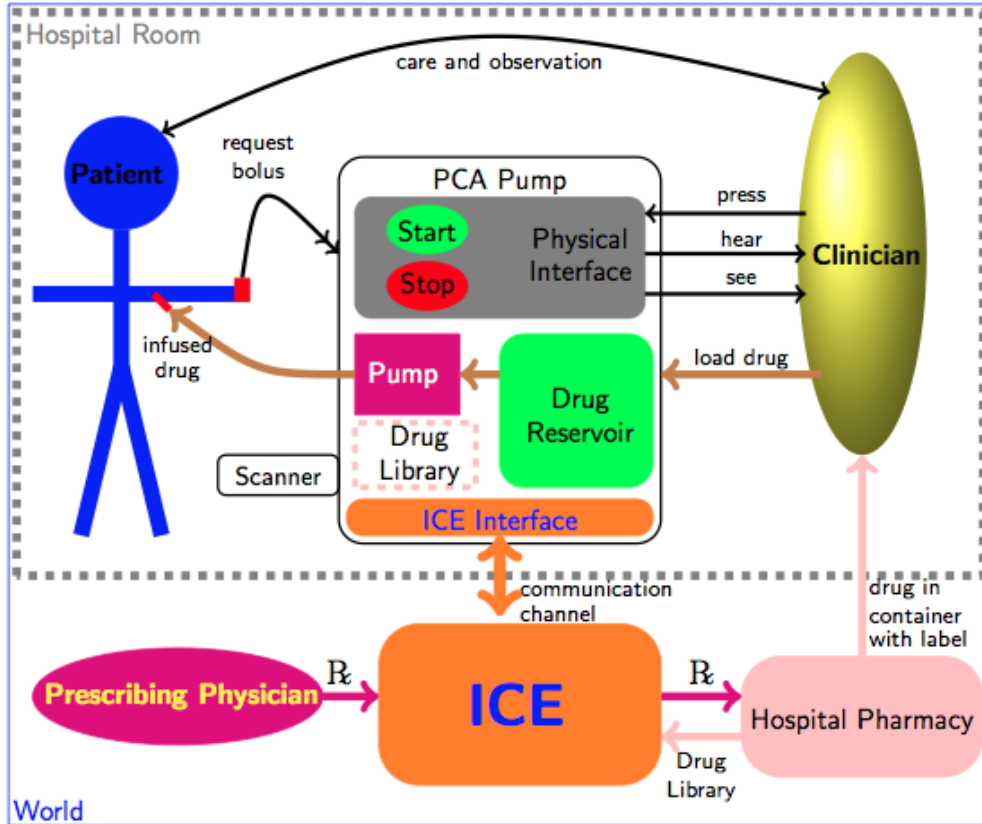 Hospital Room
care and observation
request
bolus
Patient
PCA Pump
Start
Stop
Physical
Interface
press
hear
see
Clinician
infused
drug
Pump
Drug
Reservoir
load drug
Drug
Library
Scanner
ICE Interface
communication
channel
drug in
container
with label
Prescribing Physician
℞
ICE
℞
Hospital Pharmacy
Drug
Library
World